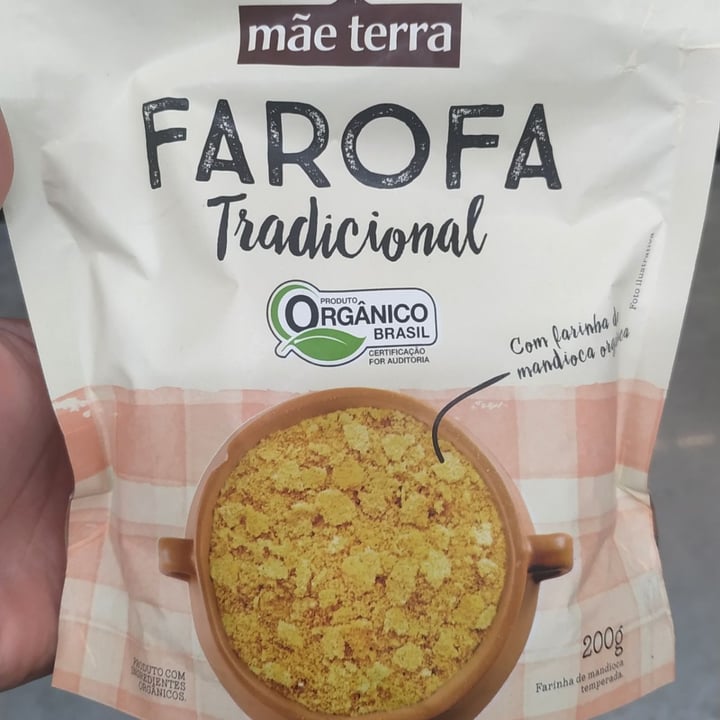 mãe terra
FAROFA
Tradicional
PRODUTO
ORGÂNICO
BRASIL
CERTIFICAÇÃO
POR AUDITORIA
Foto ilustrativa
Com farinha de
mandioca orgânica
200g
Farinha de mandioca
temperada.
PRODUTO COM
INGREDIENTES
ORGÂNICOS.